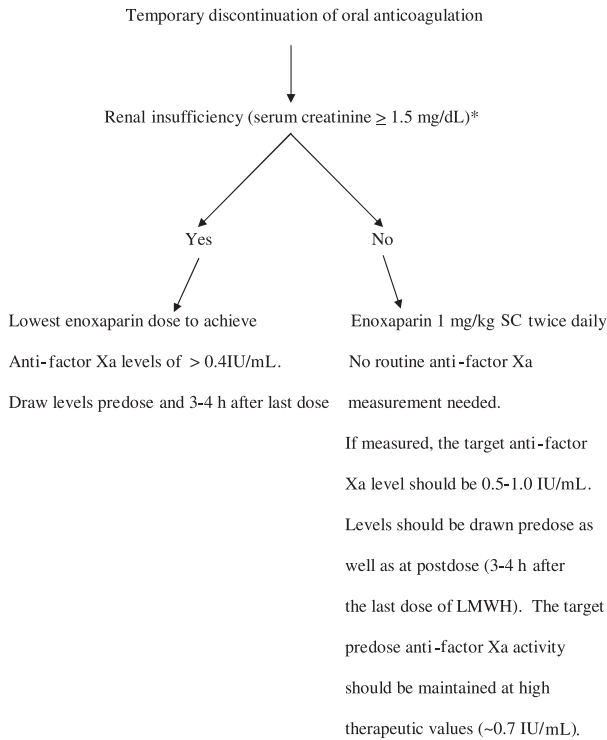 Temporary discontinuation of oral anticoagulation
Renal insufficiency (serum creatinine ≥ 1.5 mg/dL)*
Yes
No
Lowest enoxaparin dose to achieve
Anti-factor Xa levels of > 0.4IU/mL.
Draw levels predose and 3-4 h after last dose
Enoxaparin 1 mg/kg SC twice daily
No routine anti-factor Xa
measurement needed.
If measured, the target anti-factor
Xa level should be 0.5-1.0 IU/mL.
Levels should be drawn predose as
well as at postdose (3-4 h after
the last dose of LMWH). The target
predose anti-factor Xa activity
should be maintained at high
therapeutic values (~0.7 IU/mL).